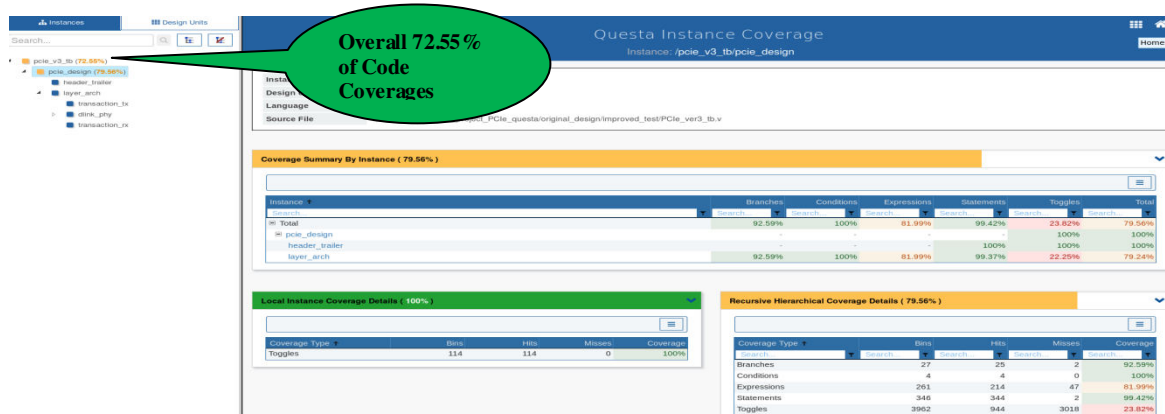 Instances
Design Units
Search...
pcie_v3_tb (72.55%)
pcie_design (79.56%)
header_trailer
layer_arch
transaction_tx
dlink_phy
transaction_rx
Overall 72.55%
of Code
Coverages
Questa Instance Coverage
Instance: /pcie_v3_tb/pcie_design
Home
Design
Language
Source File PCIe_questa/original_design/improved_test/PCIe_ver3_tb.v
Coverage Summary By Instance ( 79.56% )
Instance Branches Conditions Expressions Statements Toggles Total
Search... Search... Search... Search... Search... Search... Search...
Total 92.59% 100% 81.99% 99.42% 23.82% 79.56%
pcie_design - - - - 100% 100%
header_trailer - - - 100% 100% 100%
layer_arch 92.59% 100% 81.99% 99.37% 22.25% 79.24%
Local Instance Coverage Details ( 100% )
Coverage Type Bins Hits Misses Coverage
Toggles 114 114 0 100%
Recursive Hierarchical Coverage Details ( 79.56% )
Coverage Type Bins Hits Misses Coverage
Search... Search... Search... Search... Search...
Branches 27 25 2 92.59%
Conditions 4 4 0 100%
Expressions 261 214 47 81.99%
Statements 346 344 2 99.42%
Toggles 3962 944 3018 23.82%